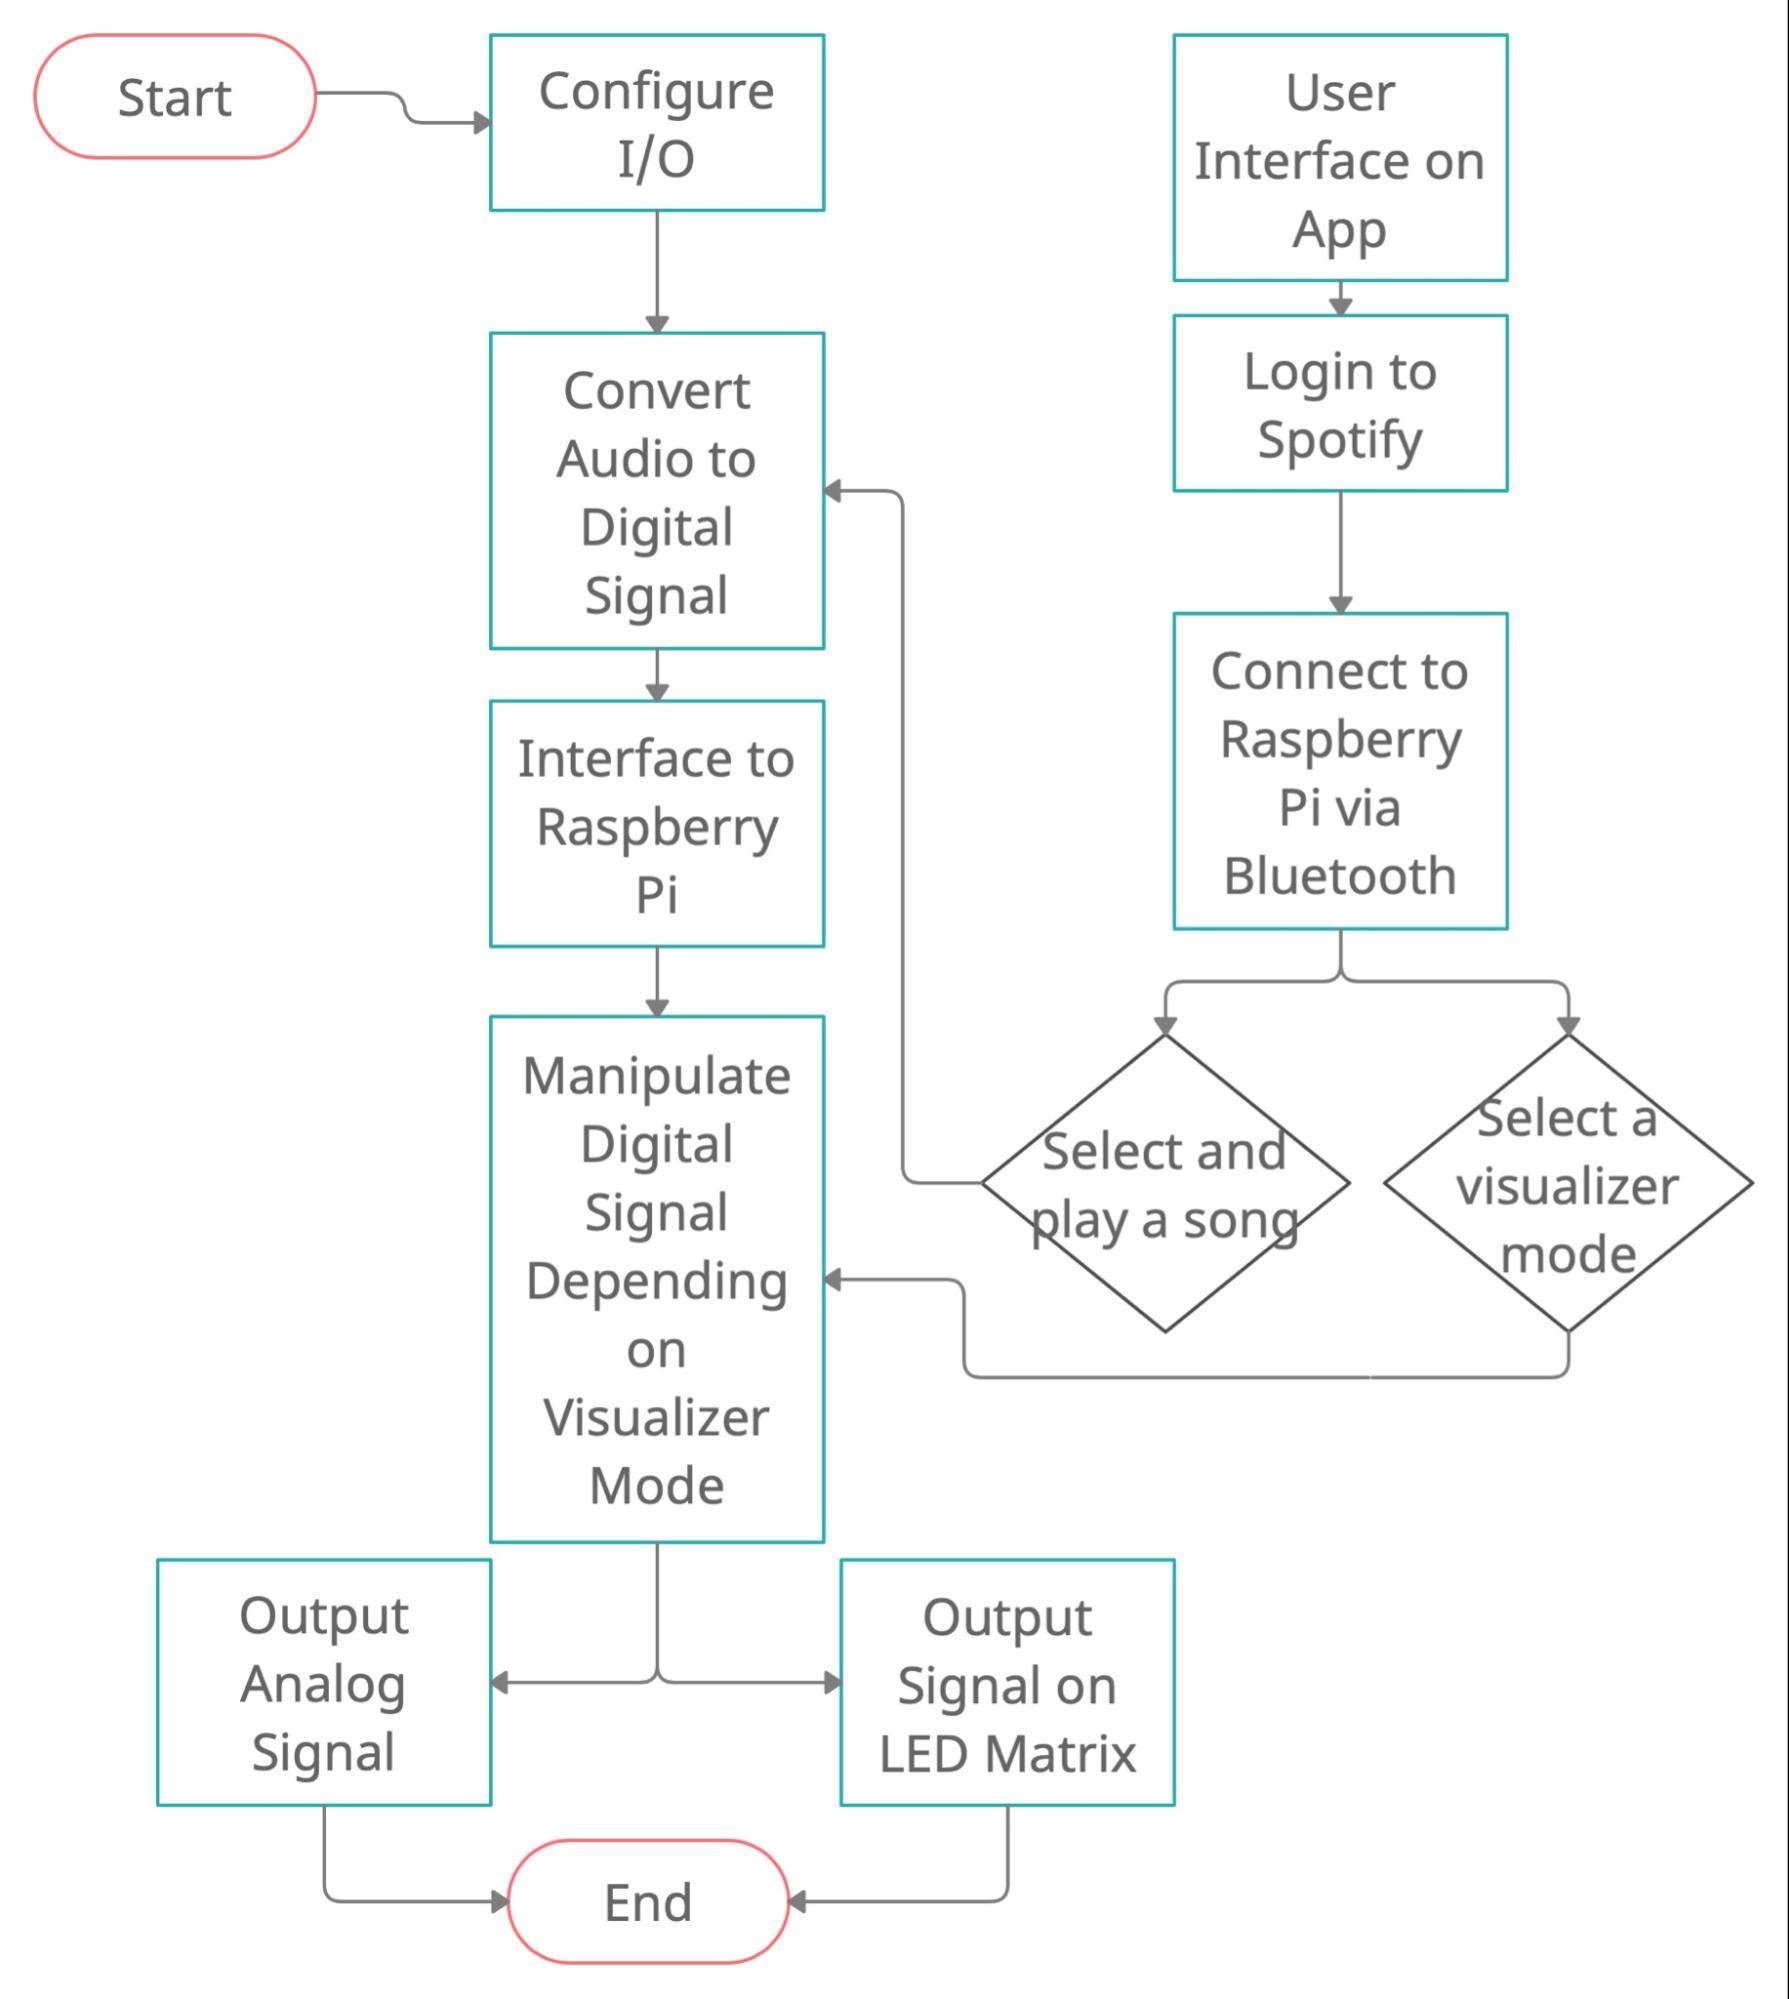 Start
Configure
I/O
User
Interface on
App
Login to
Spotify
Convert
Audio to
Digital
Signal
Connect to
Raspberry
Pi via
Bluetooth
Interface to
Raspberry
Pi
Manipulate
Digital
Signal
Depending
on
Visualizer
Mode
Select and
play a song
Select a
visualizer
mode
Output
Analog
Signal
Output
Signal on
LED Matrix
End